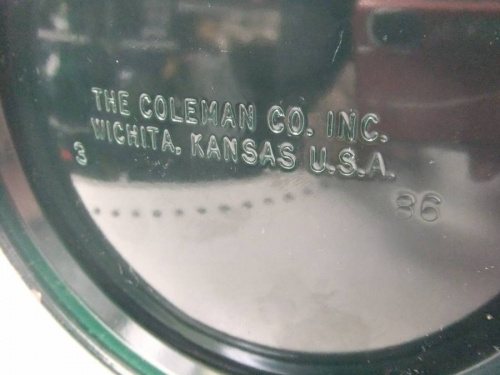 THE COLEMAN CO. INC.
WICHITA, KANSAS U.S.A.
3
86